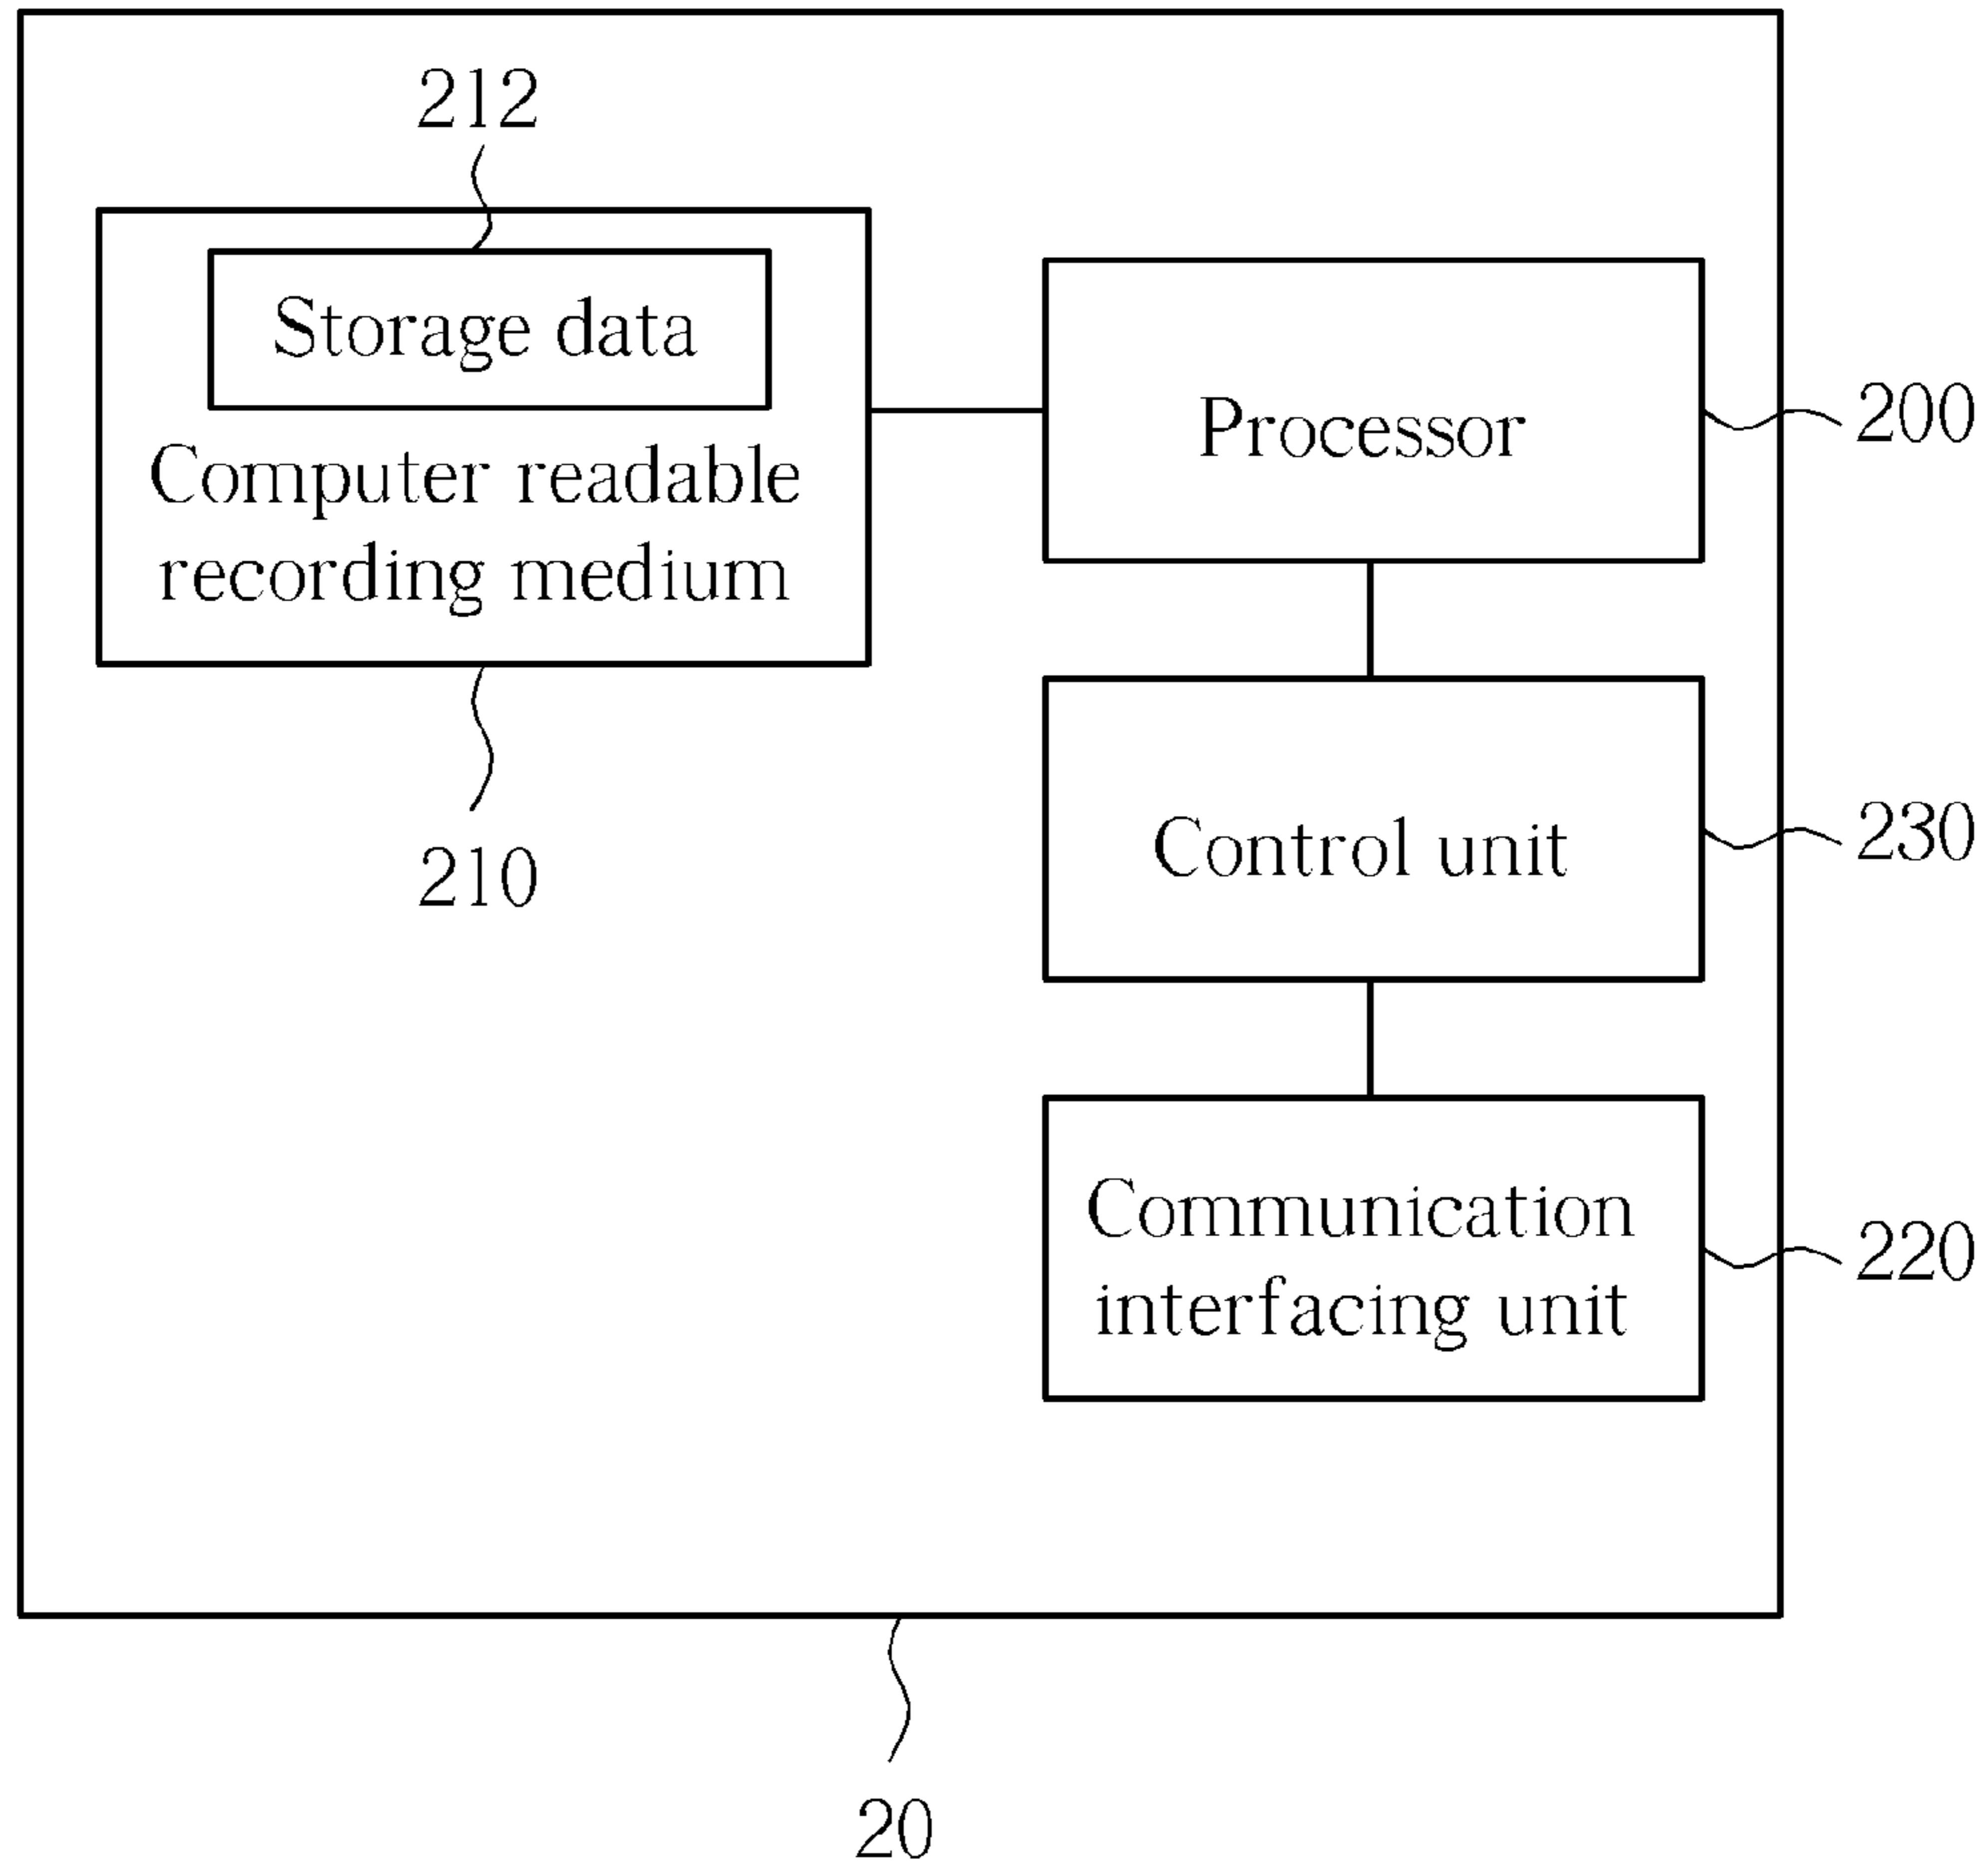 212
Storage data
Computer readable
recording medium
210
Processor
200
Control unit
230
Communication
interfacing unit
220
20